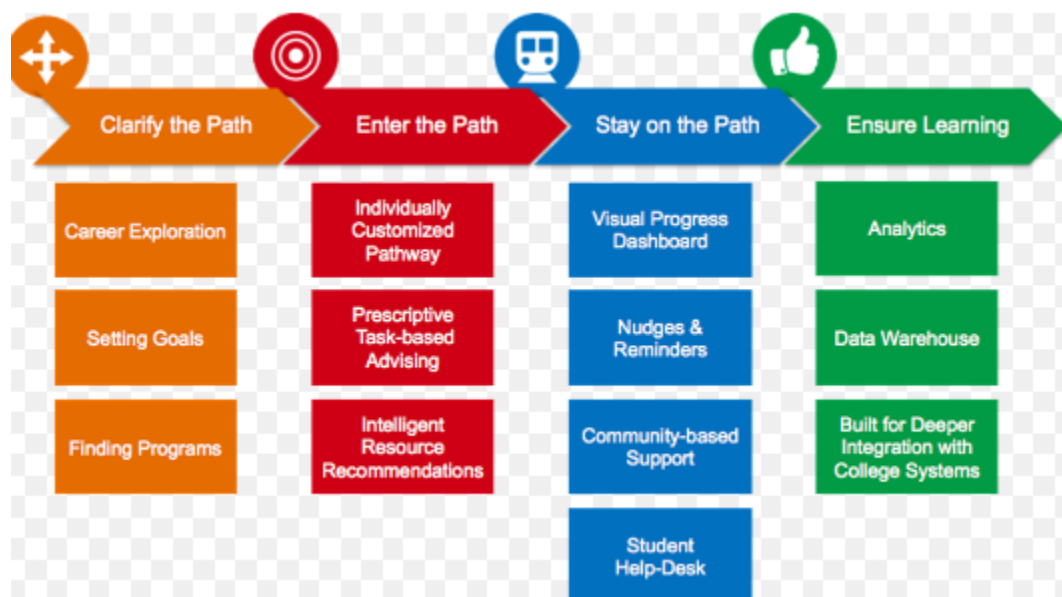 Clarify the Path
Enter the Path
Stay on the Path
Ensure Learning
Career Exploration
Setting Goals
Finding Programs
Individually
Customized
Pathway
Prescriptive
Task-based
Advising
Intelligent
Resource
Recommendations
Visual Progress
Dashboard
Nudges &
Reminders
Community-based
Support
Student
Help-Desk
Analytics
Data Warehouse
Built for Deeper
Integration with
College Systems